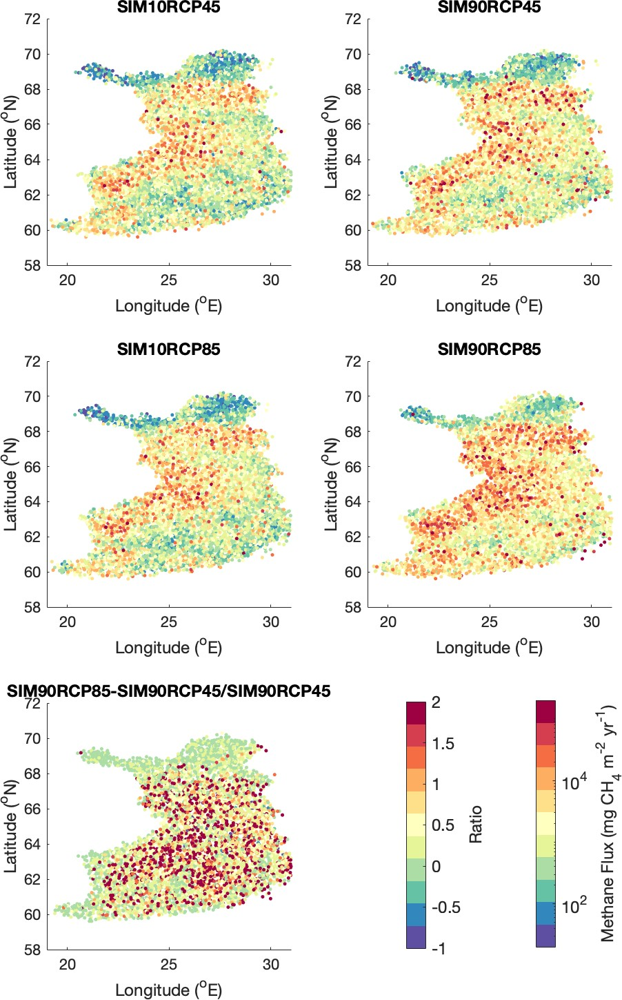 SIM10RCP45
72
70
68
66
64
62
60
58
Latitude (°N)
20 25 30
Longitude (°E)
SIM90RCP45
72
70
68
66
64
62
60
58
Latitude (°N)
20 25 30
Longitude (°E)
SIM10RCP85
72
70
68
66
64
62
60
58
Latitude (°N)
20 25 30
Longitude (°E)
SIM90RCP85
72
70
68
66
64
62
60
58
Latitude (°N)
20 25 30
Longitude (°E)
SIM90RCP85-SIM90RCP45/SIM90RCP45
72
70
68
66
64
62
60
58
Latitude (°N)
20 25 30
Longitude (°E)
2
1.5
1
0.5
0
-0.5
-1
Ratio
10⁴
10²
Methane Flux (mg CH₄ m⁻² yr⁻¹)